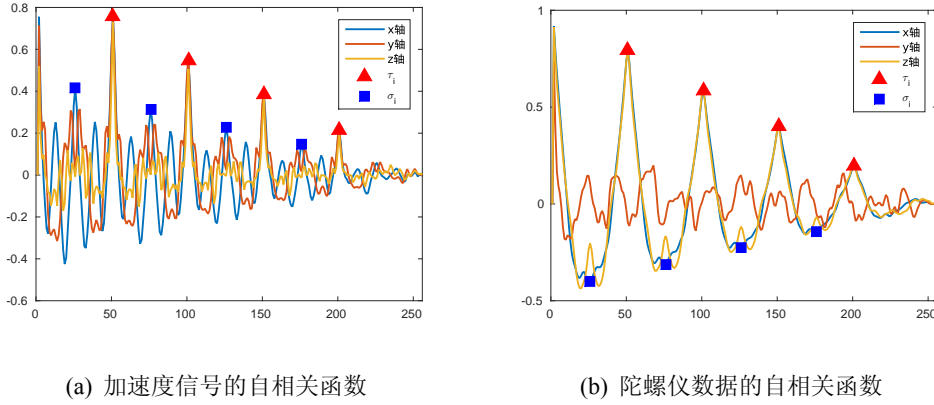 0.8
0.6
0.4
0.2
0
-0.2
-0.4
-0.6
0
50
100
150
200
250
x轴
y轴
z轴
τi
σi
1
0.5
0
-0.5
0
50
100
150
200
250
x轴
y轴
z轴
τi
σi
(a) 加速度信号的自相关函数
(b) 陀螺仪数据的自相关函数